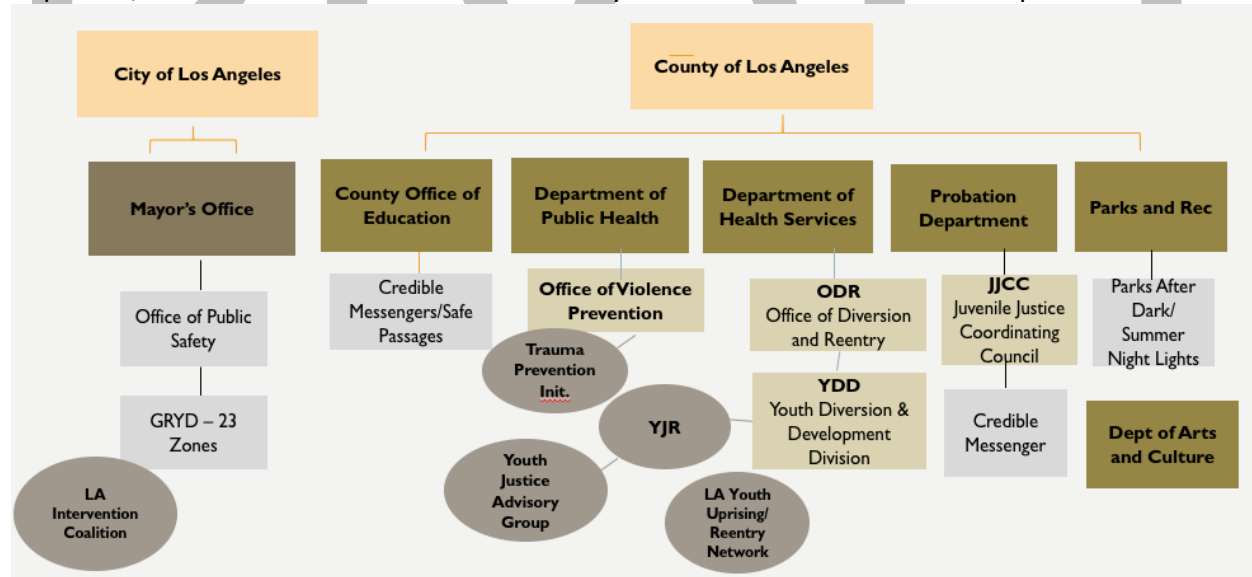 City of Los Angeles
County of Los Angeles
Mayor's Office
County Office of
Education
Department of
Public Health
Department of
Health Services
Probation
Department
Parks and Rec
Office of Public
Safety
Credible
Messengers/Safe
Passages
Office of Violence
Prevention
ODR
Office of Diversion
and Reentry
JJCC
Juvenile Justice
Coordinating
Council
Parks After
Dark/
Summer
Night Lights
Trauma
Prevention
Init.
GRYD – 23
Zones
YJR
YDD
Youth Diversion &
Development
Division
Credible
Messenger
Dept of Arts
and Culture
LA
Intervention
Coalition
Youth
Justice
Advisory
Group
LA Youth
Uprising/
Reentry
Network